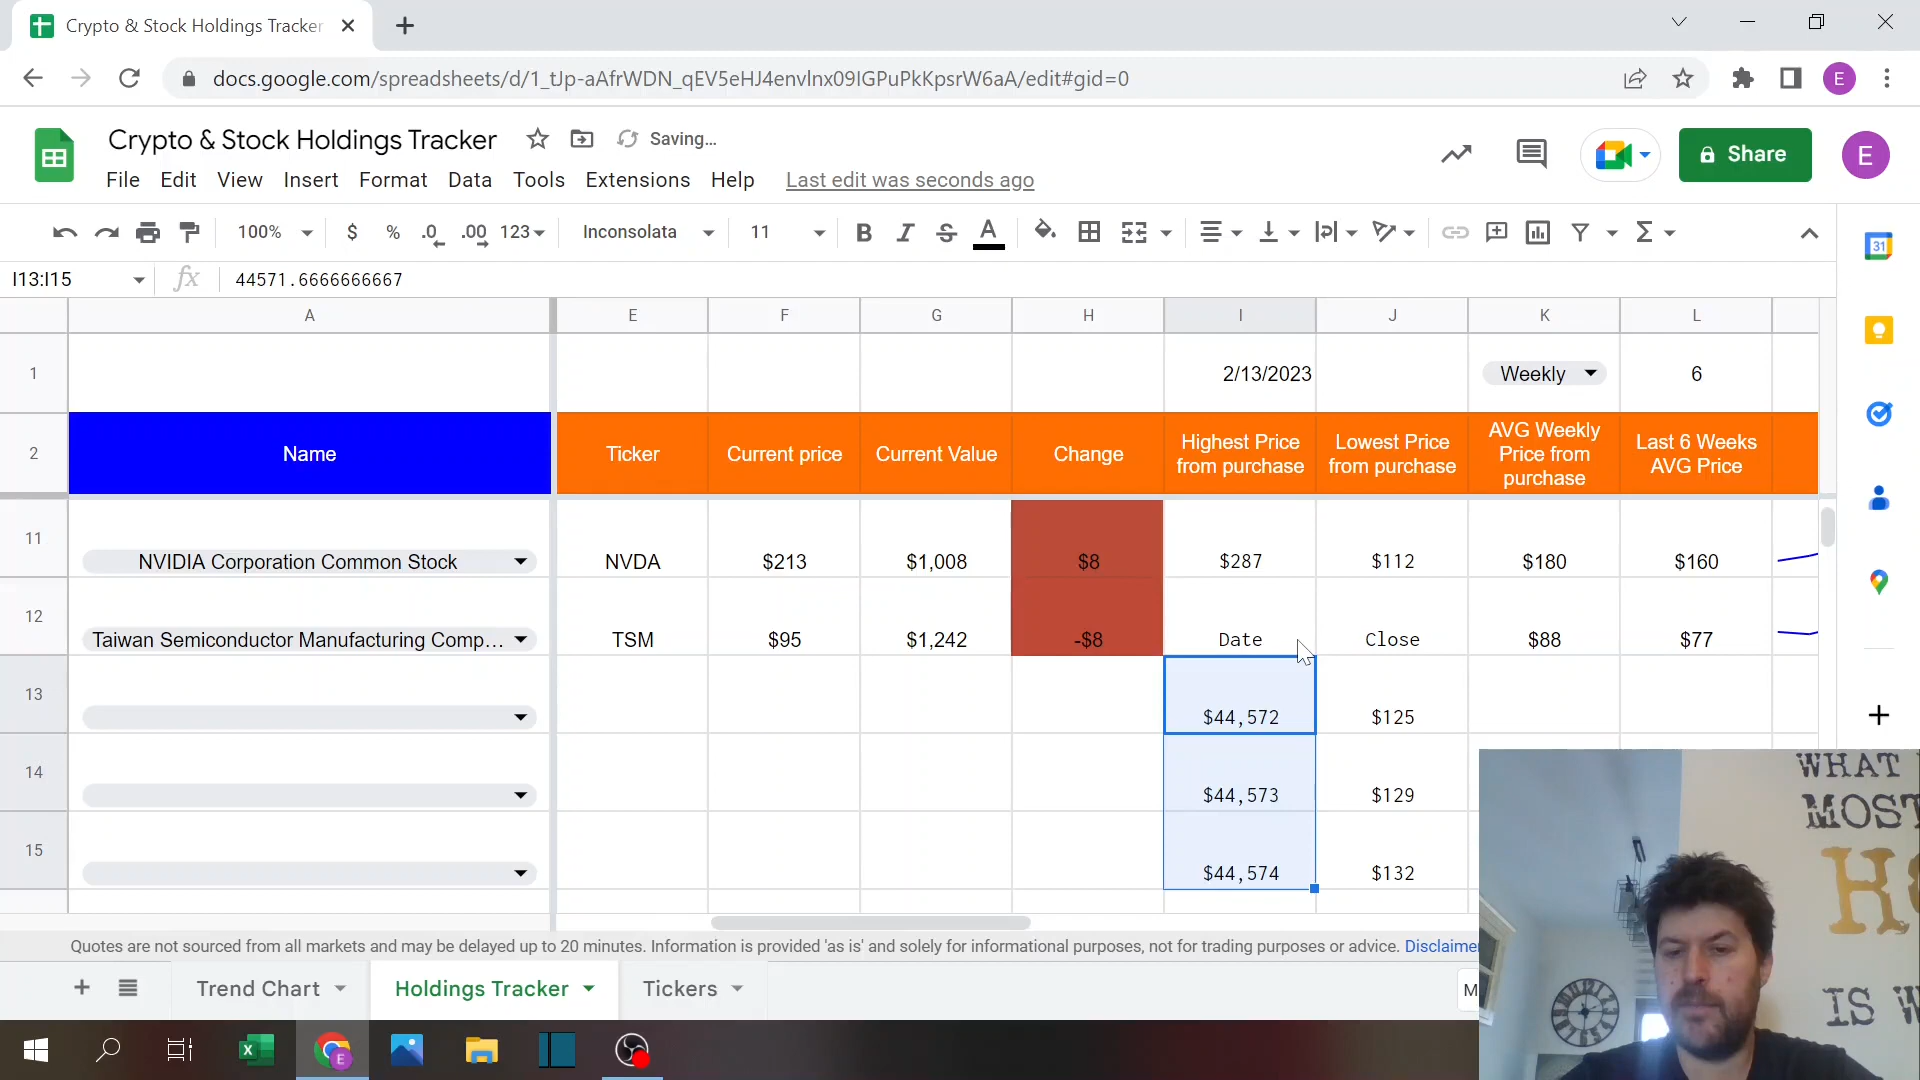 Crypto & Stock Holdings Tracker
docs.google.com/spreadsheets/d/1_tJp-aAfrWDN_qEV5eHJ4envlnx09IGPuPkKpsrW6aA/edit#gid=0
E
Crypto & Stock Holdings Tracker
Saving...
Share
E
File Edit View Insert Format Data Tools Extensions Help Last edit was seconds ago
100% $ % .0 .00 123 Inconsolata 11 B I S A Σ
31
I13:I15 fx 44571.6666666667
A E F G H I J K L
1 2/13/2023 Weekly 6
2 Name Ticker Current price Current Value Change Highest Price from purchase Lowest Price from purchase AVG Weekly Price from purchase Last 6 Weeks AVG Price
11 NVIDIA Corporation Common Stock NVDA $213 $1,008 $8 $287 $112 $180 $160
12 Taiwan Semiconductor Manufacturing Comp... TSM $95 $1,242 -$8 Date Close $88 $77
13 $44,572 $125
14 $44,573 $129
15 $44,574 $132
WHAT
MOST
IS W
Quotes are not sourced from all markets and may be delayed up to 20 minutes. Information is provided 'as is' and solely for informational purposes, not for trading purposes or advice. Disclaimer
Trend Chart Holdings Tracker Tickers